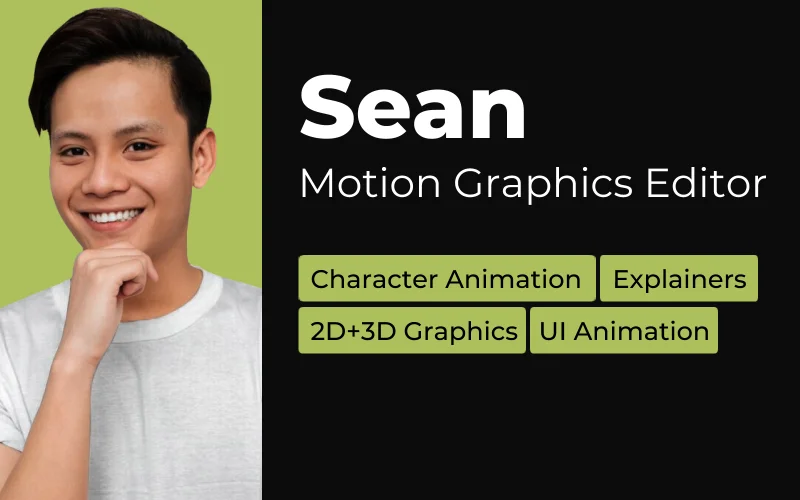 Sean
Motion Graphics Editor
Character Animation Explainers
2D+3D Graphics UI Animation